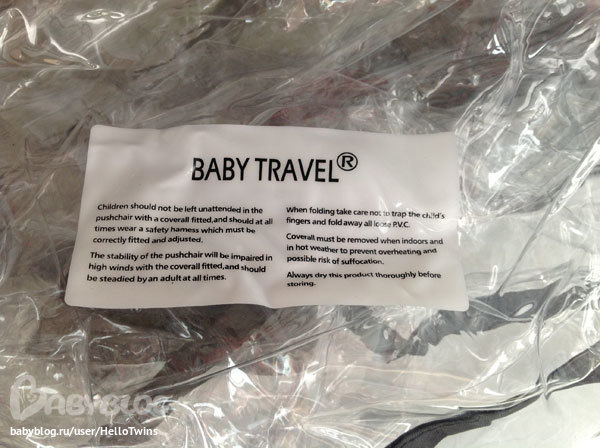 BABY TRAVEL®
Children should not be left unattended in the
pushchair with a coverall fitted,and should at all
times wear a safety harness which must be
correctly fitted and adjusted.
The stability of the pushchair will be impaired in
high winds with the coverall fitted,and should
be steadied by an adult at all times.
When folding take care not to trap the child's
fingers and fold away all loose P.V.C.
Coverall must be removed when indoors and
in hot weather to prevent overheating and
possible risk of suffocation.
Always dry this product thoroughly before
storing.
BABYBLOG
babyblog.ru/user/HelloTwins